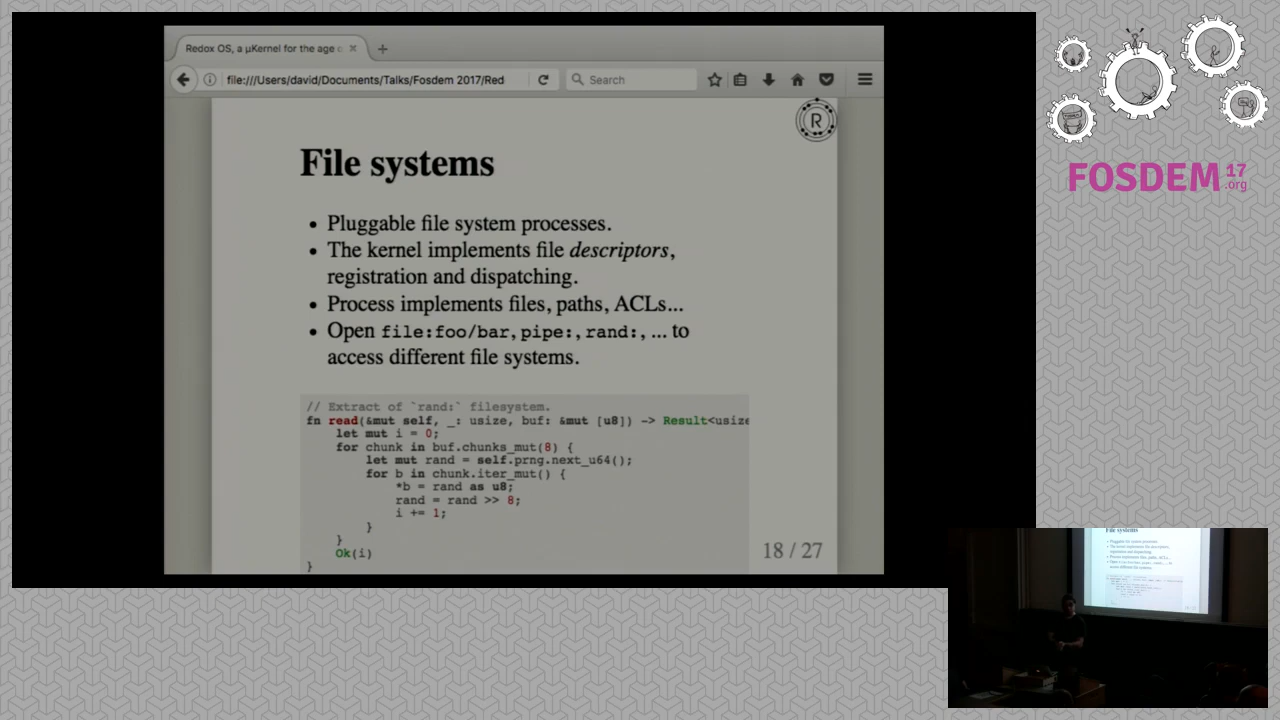 Redox OS, a µKernel for the age o
file:///Users/david/Documents/Talks/Fosdem 2017/Red
Search
R
File systems
• Pluggable file system processes.
• The kernel implements file descriptors,
registration and dispatching.
• Process implements files, paths, ACLs...
• Open file:foo/bar, pipe:, rand:, ... to
access different file systems.
// Extract of `rand:` filesystem.
fn read(&mut self, _: usize, buf: &mut [u8]) -> Result<usize
let mut i = 0;
for chunk in buf.chunks_mut(8) {
let mut rand = self.prng.next_u64();
for b in chunk.iter_mut() {
*b = rand as u8;
rand = rand >> 8;
i += 1;
}
}
Ok(i)
}
18 / 27
FOSDEM 17
.org
File systems